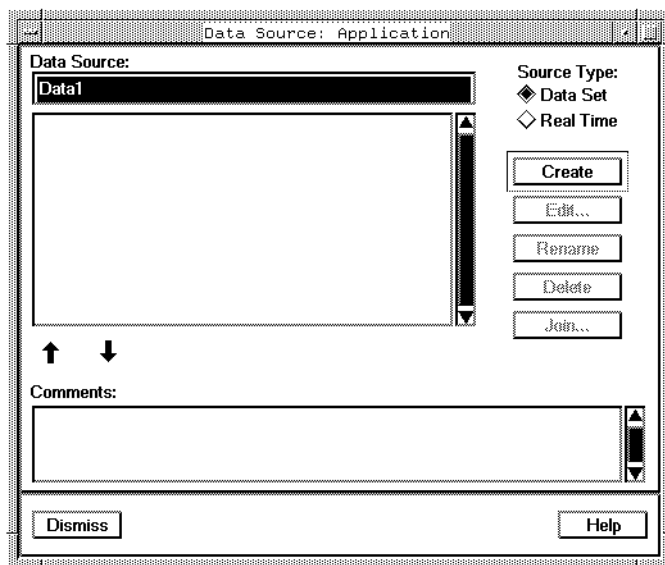 Data Source: Application
Data Source:
Data1
Source Type:
Data Set
Real Time
Create
Edit...
Rename
Delete
Join...
Comments:
Dismiss
Help